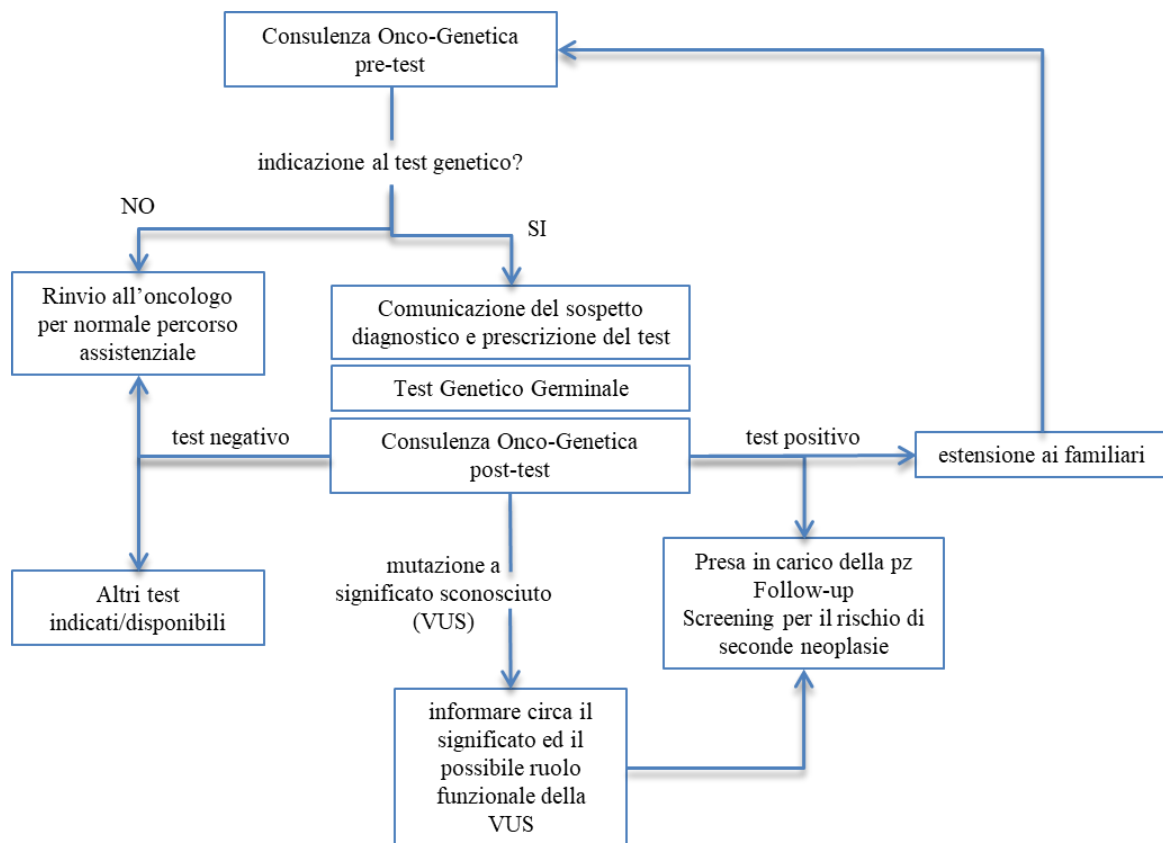 Consulenza Onco-Genetica
pre-test
indicazione al test genetico?
NO
SI
Rinvio all’oncologo
per normale percorso
assistenziale
Comunicazione del sospetto
diagnostico e prescrizione del test
Test Genetico Germinale
test negativo
Consulenza Onco-Genetica
post-test
test positivo
estensione ai familiari
Altri test
indicati/disponibili
mutazione a
significato sconosciuto
(VUS)
Presa in carico della pz
Follow-up
Screening per il rischio di
seconde neoplasie
informare circa il
significato ed il
possibile ruolo
funzionale della
VUS